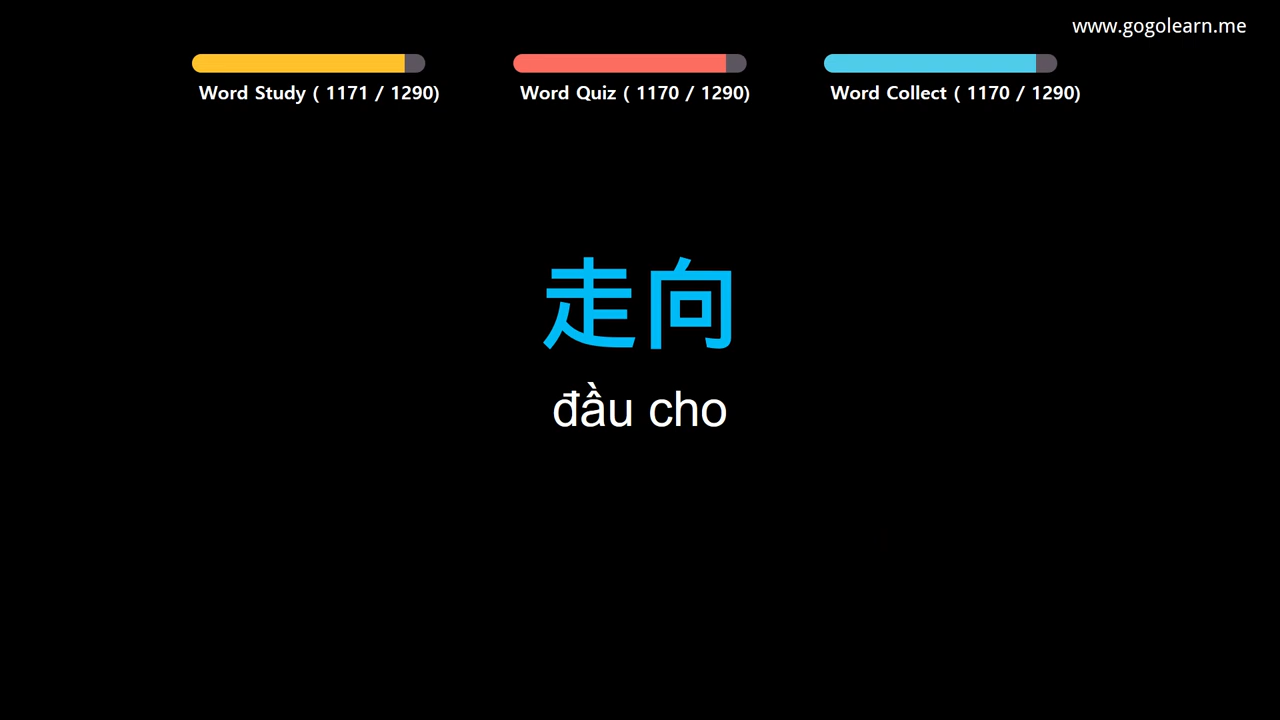 www.gogolearn.me
Word Study ( 1171 / 1290)
Word Quiz ( 1170 / 1290)
Word Collect ( 1170 / 1290)
走向
đầu cho